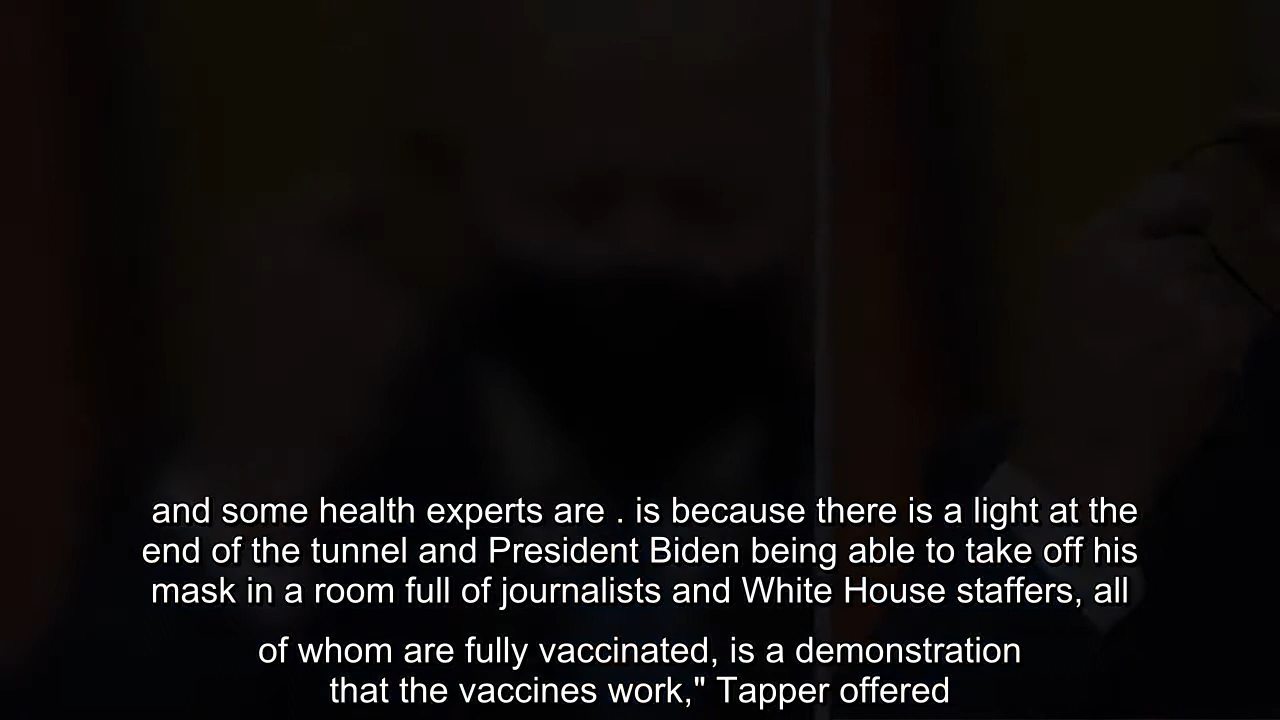 and some health experts are . is because there is a light at the
end of the tunnel and President Biden being able to take off his
mask in a room full of journalists and White House staffers, all
of whom are fully vaccinated, is a demonstration
that the vaccines work," Tapper offered